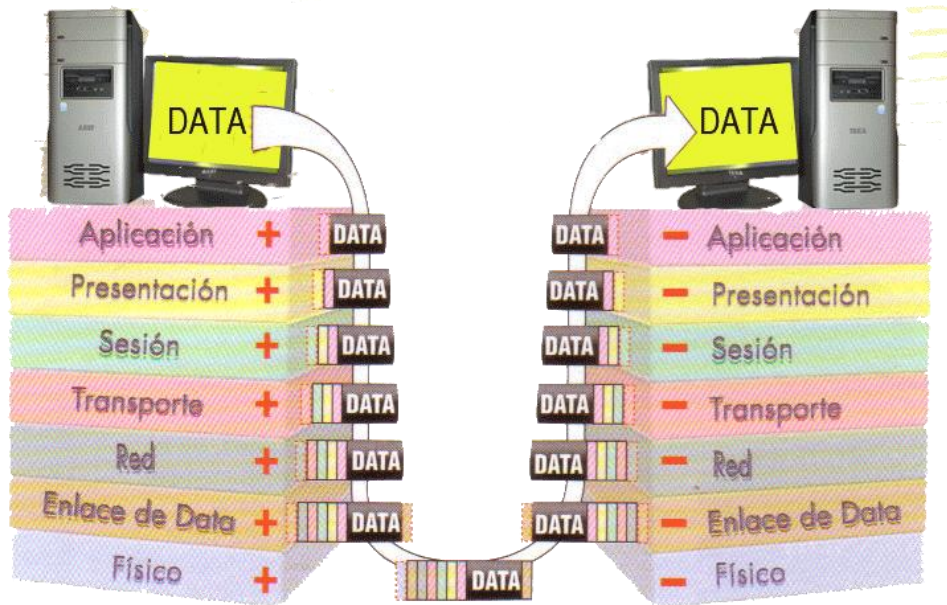 DATA
DATA
Aplicación + DATA
DATA − Aplicación
Presentación + DATA
DATA − Presentación
Sesión + DATA
DATA − Sesión
Transporte + DATA
DATA − Transporte
Red + DATA
DATA − Red
Enlace de Data + DATA
DATA − Enlace de Data
Físico +
DATA
− Físico